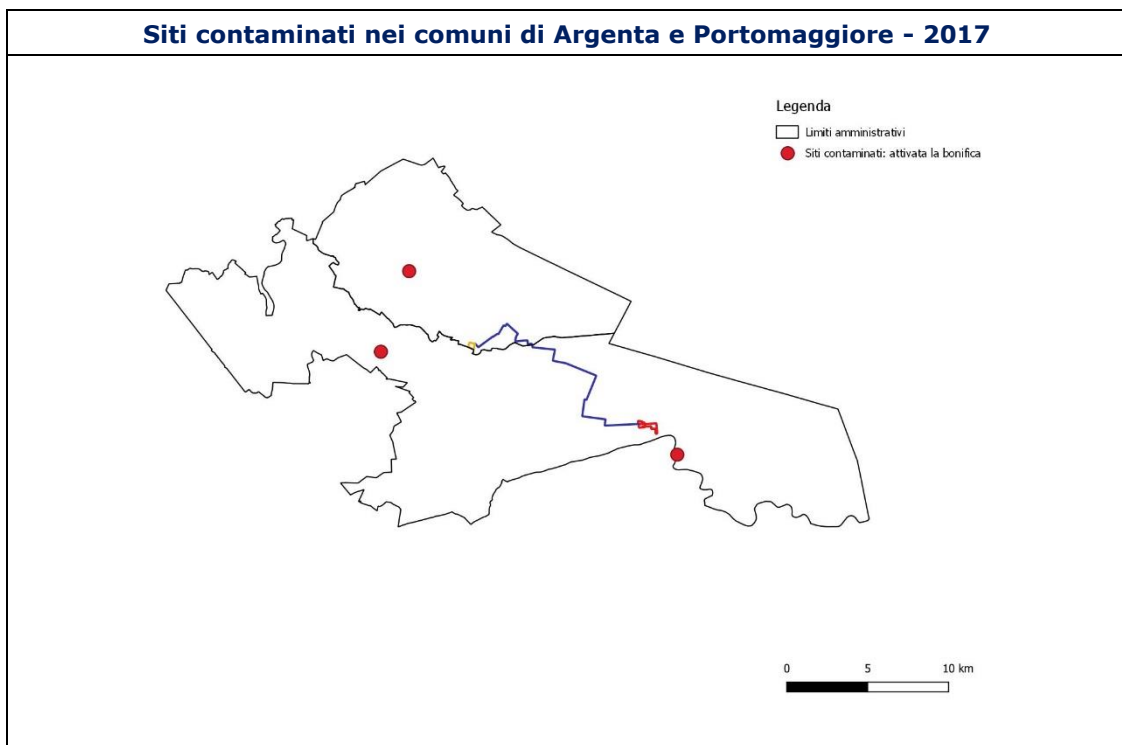 Siti contaminati nei comuni di Argenta e Portomaggiore - 2017
Legenda
Limiti amministrativi
Siti contaminati: attivata la bonifica
0 5 10 km